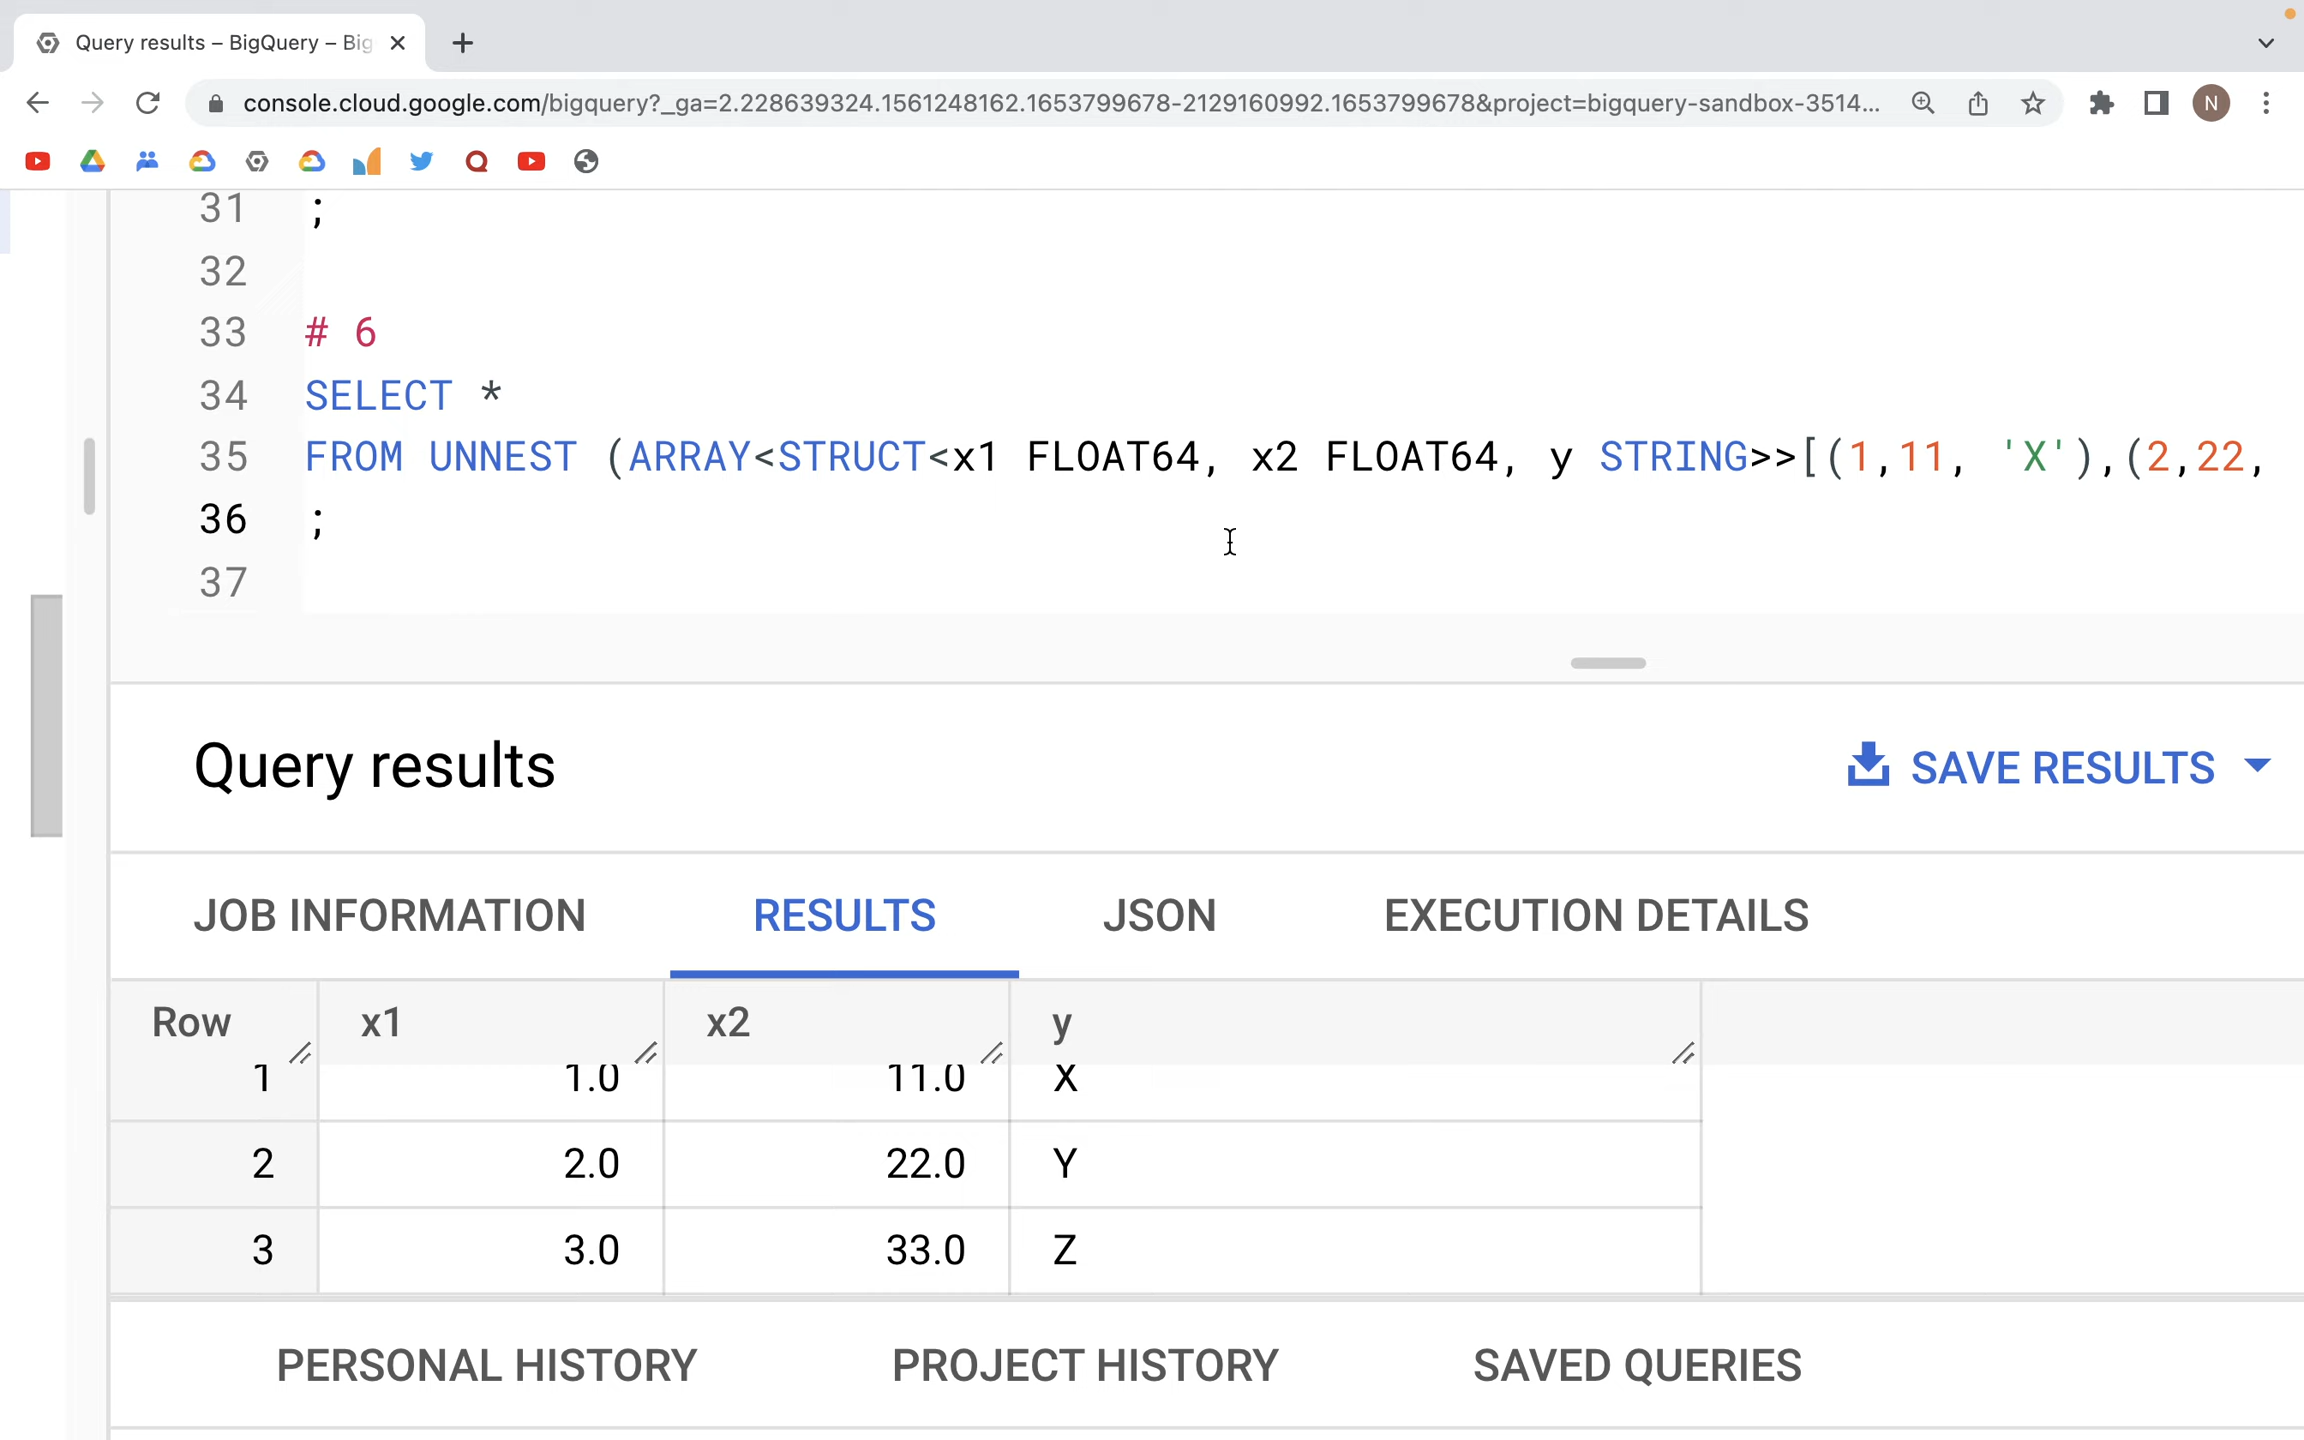 Query results – BigQuery – Big
console.cloud.google.com/bigquery?_ga=2.228639324.1561248162.1653799678-2129160992.1653799678&project=bigquery-sandbox-3514...
N
31 ;
32
33 # 6
34 SELECT *
35 FROM UNNEST (ARRAY<STRUCT<x1 FLOAT64, x2 FLOAT64, y STRING>>[(1,11, 'X'),(2,22,
36 ;
37
Query results
SAVE RESULTS
JOB INFORMATION RESULTS JSON EXECUTION DETAILS
Row x1 x2 y
1 1.0 11.0 X
2 2.0 22.0 Y
3 3.0 33.0 Z
PERSONAL HISTORY PROJECT HISTORY SAVED QUERIES